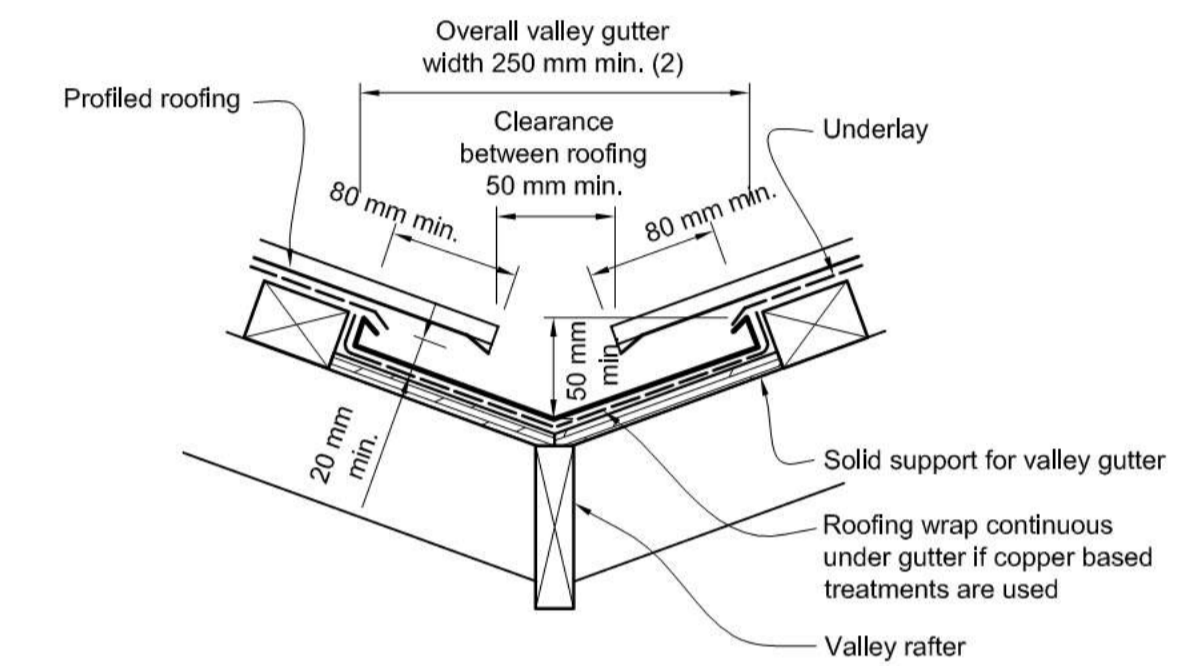 Overall valley gutter
width 250 mm min. (2)
Profiled roofing
Clearance
between roofing
50 mm min.
Underlay
80 mm min.
80 mm min.
50 mm
min.
20 mm
min.
Solid support for valley gutter
Roofing wrap continuous
under gutter if copper based
treatments are used
Valley rafter